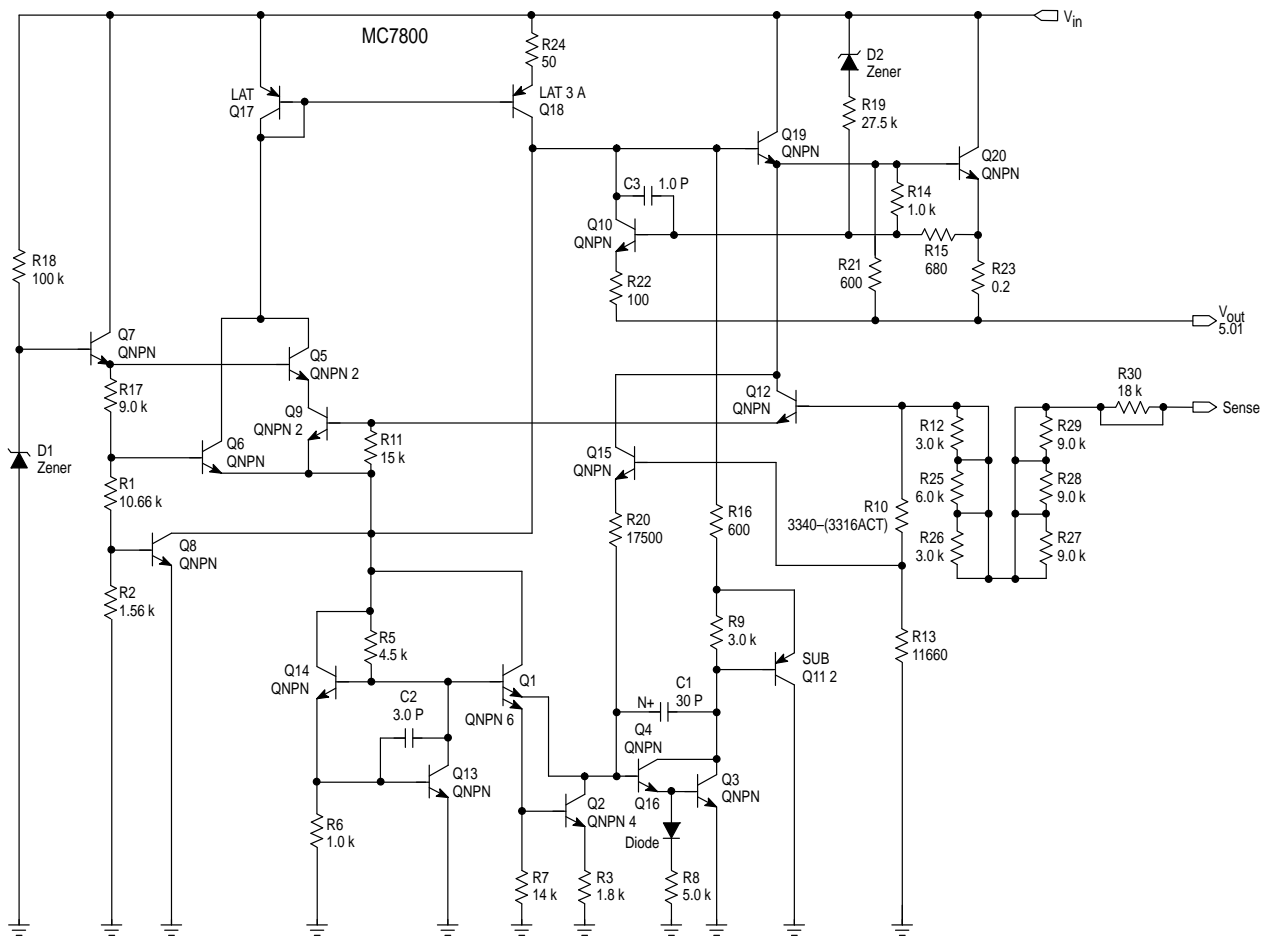 MC7800
Vin
R24
50
D2
Zener
LAT
Q17
LAT 3 A
Q18
R19
27.5 k
Q19
QNPN
Q20
QNPN
C3
1.0 P
R14
1.0 k
Q10
QNPN
R18
100 k
R15
680
R21
600
R23
0.2
R22
100
Vout
5.01
Q7
QNPN
Q5
QNPN 2
R17
9.0 k
Q9
QNPN 2
Q12
QNPN
R30
18 k
Sense
R12
3.0 k
R29
9.0 k
D1
Zener
Q6
QNPN
R11
15 k
Q15
QNPN
R1
10.66 k
R25
6.0 k
R28
9.0 k
R10
3340–(3316ACT)
R20
17500
R16
600
R26
3.0 k
R27
9.0 k
Q8
QNPN
R2
1.56 k
R5
4.5 k
R9
3.0 k
R13
11660
Q14
QNPN
SUB
Q11 2
Q1
QNPN 6
C2
3.0 P
N+
C1
30 P
Q4
QNPN
Q13
QNPN
Q2
QNPN 4
Q16
Q3
QNPN
R6
1.0 k
Diode
R7
14 k
R3
1.8 k
R8
5.0 k